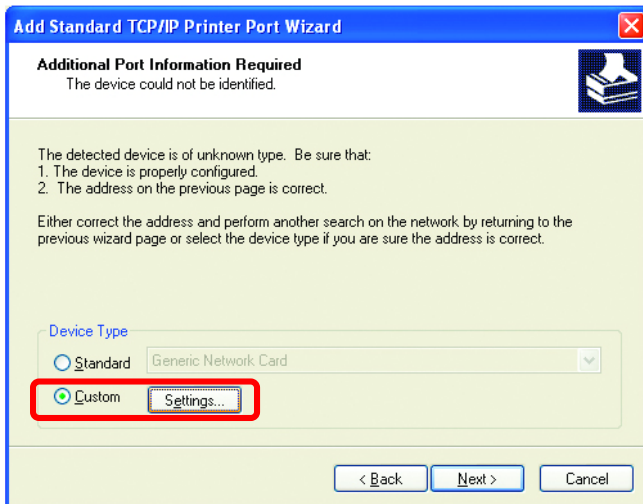 Add Standard TCP/IP Printer Port Wizard
Additional Port Information Required
The device could not be identified.
The detected device is of unknown type. Be sure that:
1. The device is properly configured.
2. The address on the previous page is correct.
Either correct the address and perform another search on the network by returning to the
previous wizard page or select the device type if you are sure the address is correct.
Device Type
Standard Generic Network Card
Custom Settings...
< Back Next > Cancel